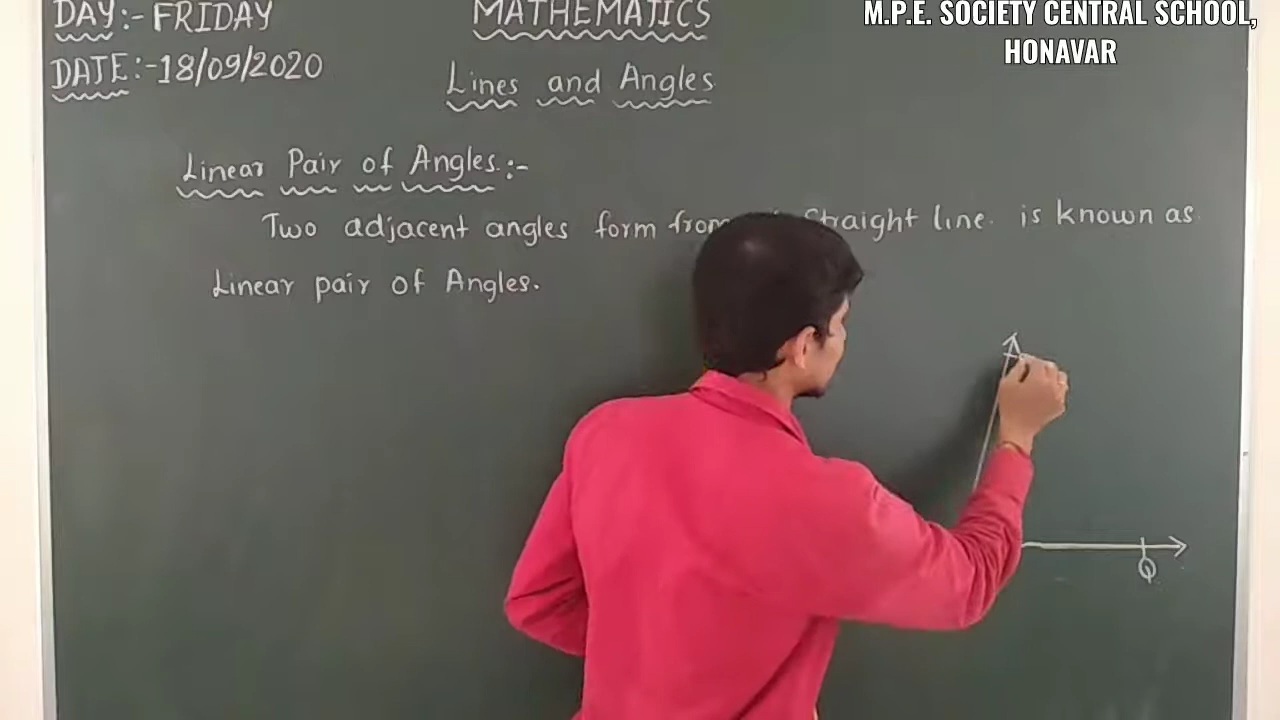 DAY:- FRIDAY
MATHEMATICS
M.P.E. SOCIETY CENTRAL SCHOOL,
HONAVAR
DATE:-18/09/2020
Lines and Angles
Linear Pair of Angles:-
Two adjacent angles form from Straight line. is known as
Linear pair of Angles.
Q